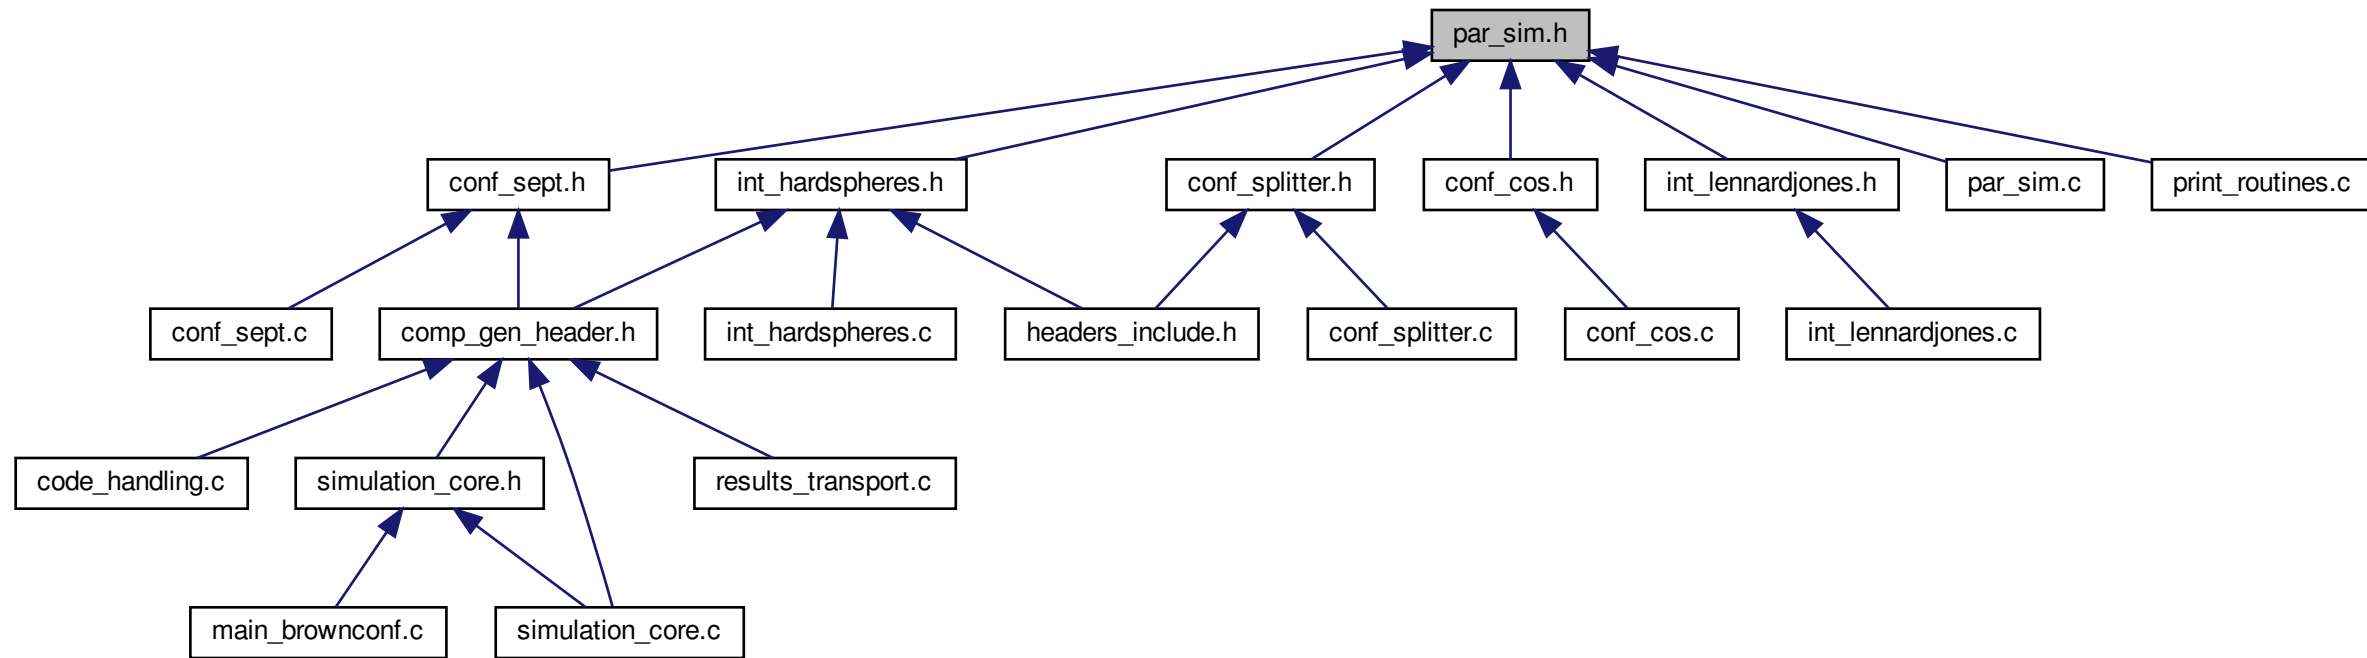 par_sim.h
conf_sept.h
int_hardspheres.h
conf_splitter.h
conf_cos.h
int_lennardjones.h
par_sim.c
print_routines.c
conf_sept.c
comp_gen_header.h
int_hardspheres.c
headers_include.h
conf_splitter.c
conf_cos.c
int_lennardjones.c
code_handling.c
simulation_core.h
results_transport.c
main_brownconf.c
simulation_core.c